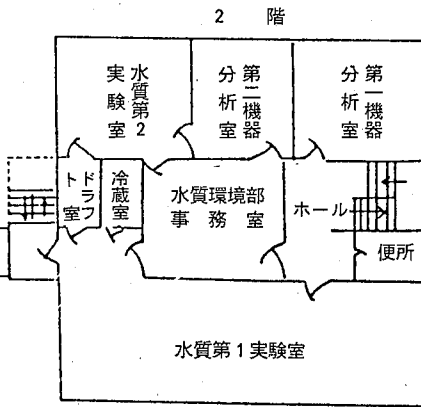 2 階
水質第2
実験室
第二機器
分析室
第一機器
分析室
ドラフ
ト室
冷蔵室
水質環境部
事務室
ホール
便所
水質第1実験室